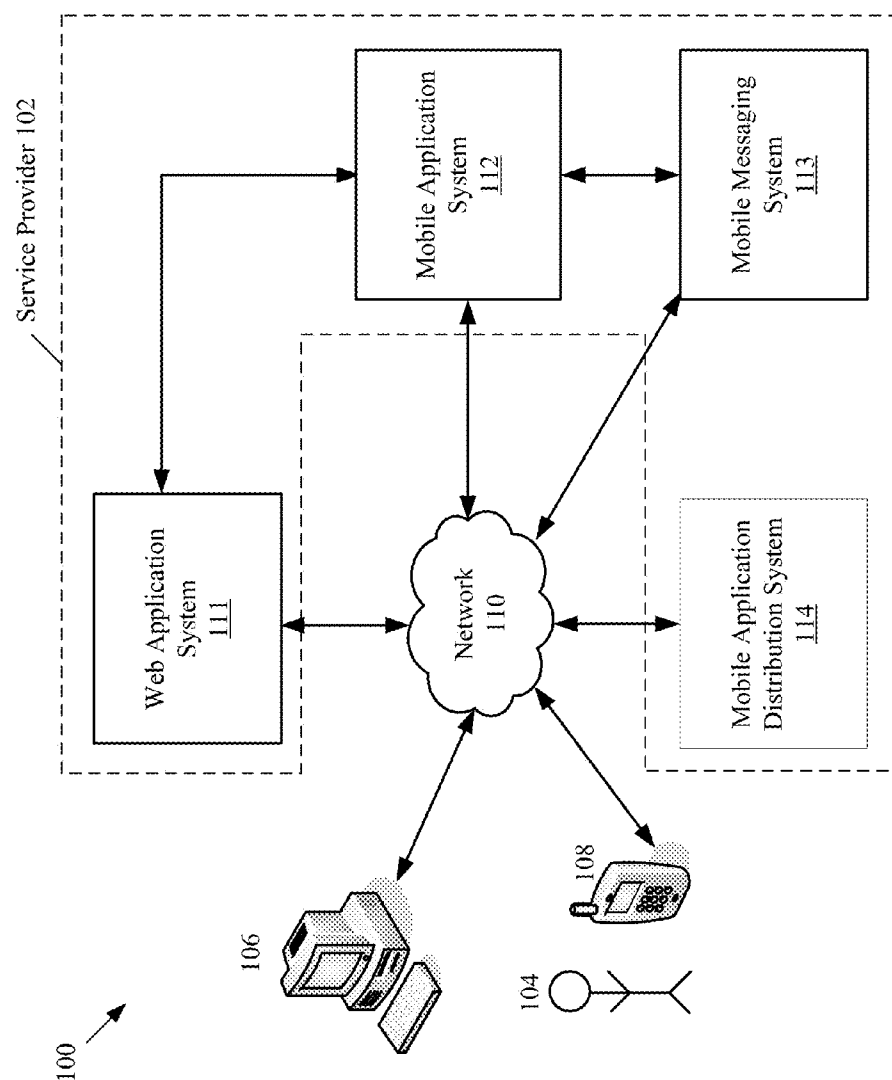 100
Service Provider 102
106
104
108
Web Application
System
111
Network
110
Mobile Application
System
112
Mobile Application
Distribution System
114
Mobile Messaging
System
113